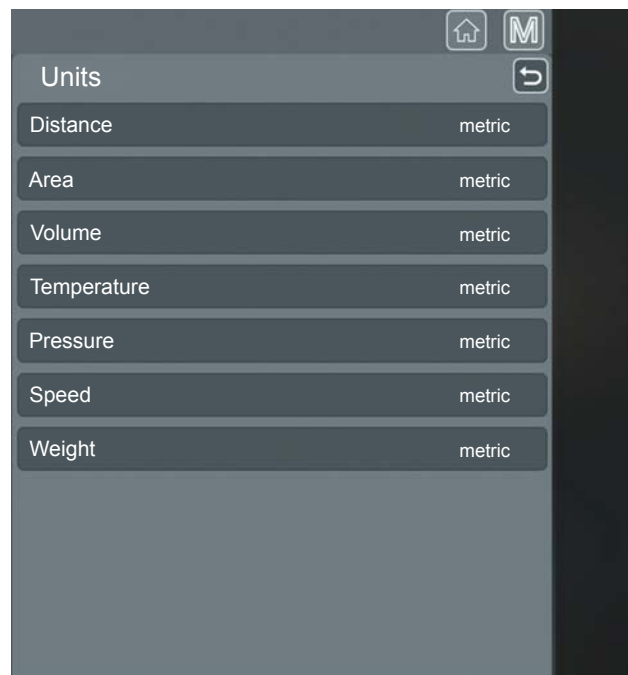 M
Units
Distance metric
Area metric
Volume metric
Temperature metric
Pressure metric
Speed metric
Weight metric